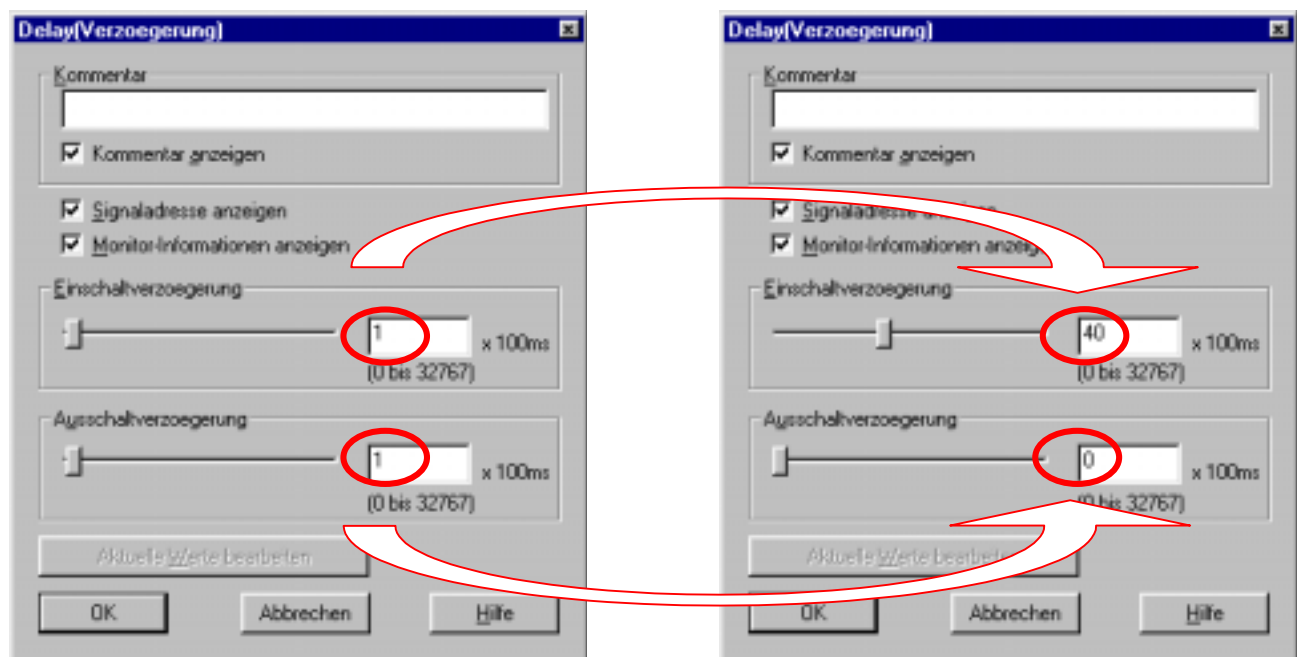 Delay(Verzoegerung)
Kommentar
Kommentar anzeigen
Signaladresse anzeigen
Monitor-Informationen anzeigen
Einschaltverzoegerung
1
x 100ms
(0 bis 32767)
Ausschaltverzoegerung
1
x 100ms
(0 bis 32767)
Aktuelle Werte bearbeiten
OK
Abbrechen
Hilfe
Delay(Verzoegerung)
Kommentar
Kommentar anzeigen
Signaladresse
Monitor-Informationen
Einschaltverzoegerung
40
x 100ms
(0 bis 32767)
Ausschaltverzoegerung
0
x 100ms
(0 bis 32767)
Aktuelle Werte
OK
Abbrechen
Hilfe